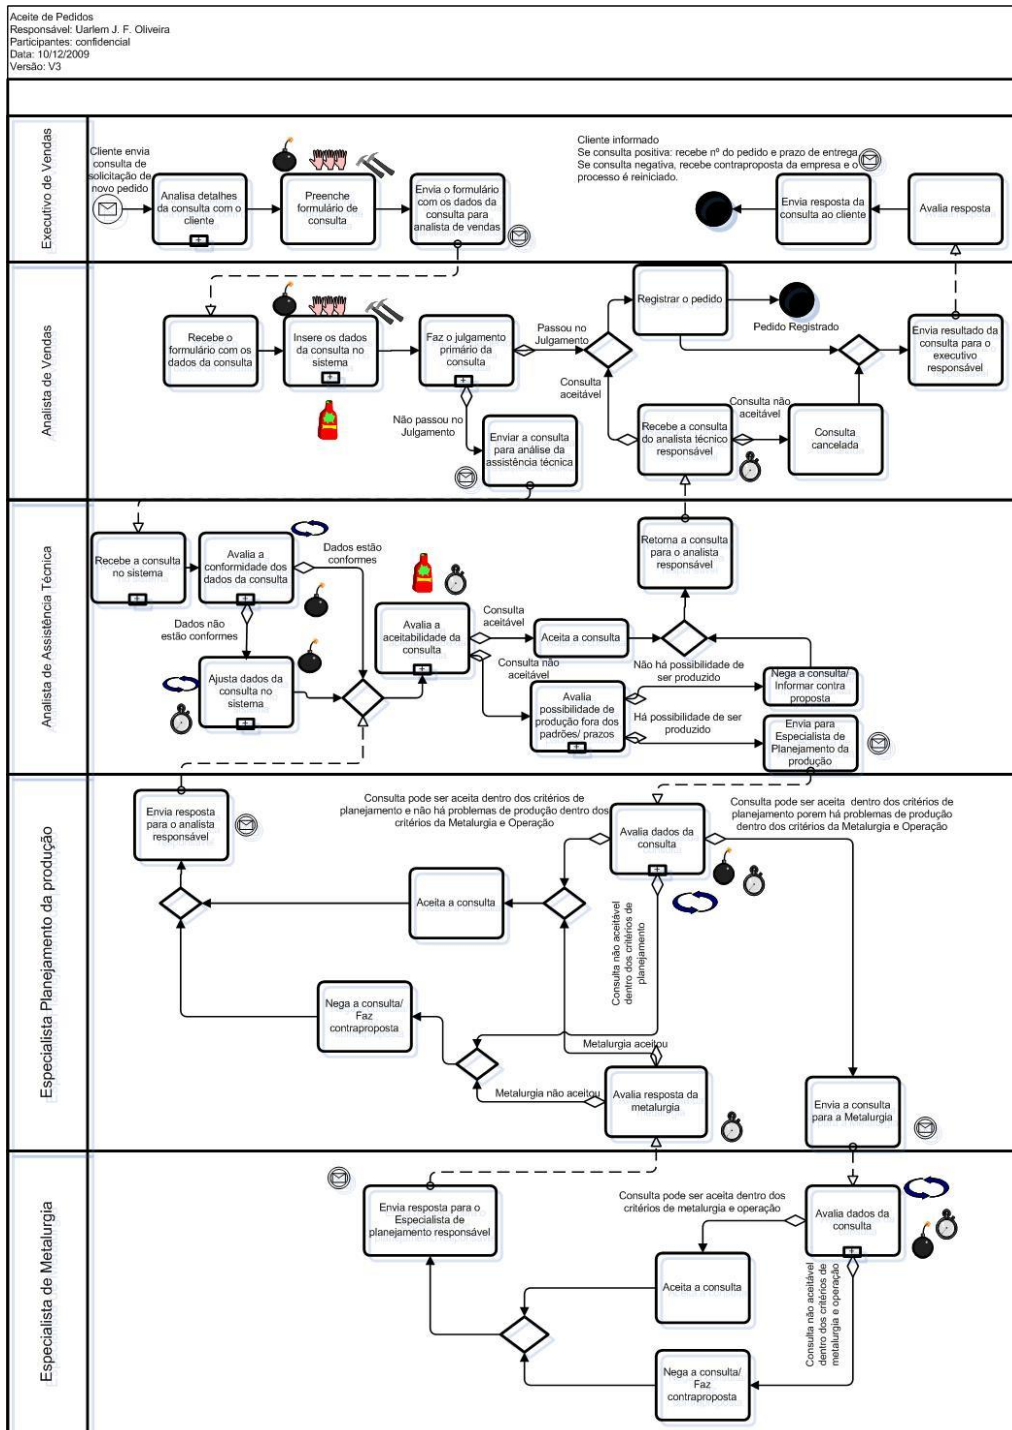 Aceite de Pedidos
Responsável: Uarlem J. F. Oliveira
Participantes: confidencial
Data: 10/12/2009
Versão: V3
Executivo de Vendas
Cliente envia
consulta de
solicitação de
novo pedido
Analisa detalhes
da consulta com o
cliente
Preenche
formulário de
consulta
Envia o formulário
com os dados da
consulta para
analista de vendas
Cliente informado
Se consulta positiva: recebe nº do pedido e prazo de entrega
Se consulta negativa, recebe contraproposta da empresa e o
processo é reiniciado.
Envia resposta da
consulta ao cliente
Avalia resposta
Analista de Vendas
Recebe o
formulário com os
dados da consulta
Insere os dados
da consulta no
sistema
Faz o julgamento
primário da
consulta
Passou no
Julgamento
Não passou no
Julgamento
Enviar a consulta
para análise da
assistência técnica
Registrar o pedido
Pedido Registrado
Consulta
aceitável
Recebe a consulta
do analista técnico
responsável
Consulta não
aceitável
Consulta
cancelada
Envia resultado da
consulta para o
executivo
responsável
Analista de Assistência Técnica
Recebe a consulta
no sistema
Avalia a
conformidade dos
dados da consulta
Dados estão
conformes
Dados não
estão conformes
Ajusta dados da
consulta no
sistema
Avalia a
aceitabilidade da
consulta
Consulta
aceitável
Aceita a consulta
Consulta não
aceitável
Avalia
possibilidade de
produção fora dos
padrões/ prazos
Retorna a consulta
para o analista
responsável
Não há possibilidade de
ser produzido
Nega a consulta/
Informar contra
proposta
Há possibilidade de ser
produzido
Envia para
Especialista de
Planejamento da
produção
Especialista Planejamento da produção
Envia resposta
para o analista
responsável
Consulta pode ser aceita dentro dos critérios de
planejamento e não há problemas de produção dentro dos
critérios da Metalurgia e Operação
Avalia dados da
consulta
Consulta pode ser aceita  dentro dos critérios de
planejamento porem há problemas de produção
dentro dos critérios da Metalurgia e Operação
Aceita a consulta
Consulta não aceitável
dentro dos critérios de
planejamento
Nega a consulta/
Faz
contraproposta
Metalurgia aceitou
Metalurgia não aceitou
Avalia resposta da
metalurgia
Envia a consulta
para a Metalurgia
Especialista de Metalurgia
Envia resposta para o
Especialista de
planejamento responsável
Consulta pode ser aceita dentro dos
critérios de metalurgia e operação
Avalia dados da
consulta
Aceita a consulta
Consulta não aceitável
dentro dos critérios de
metalurgia e operação
Nega a consulta/
Faz
contraproposta